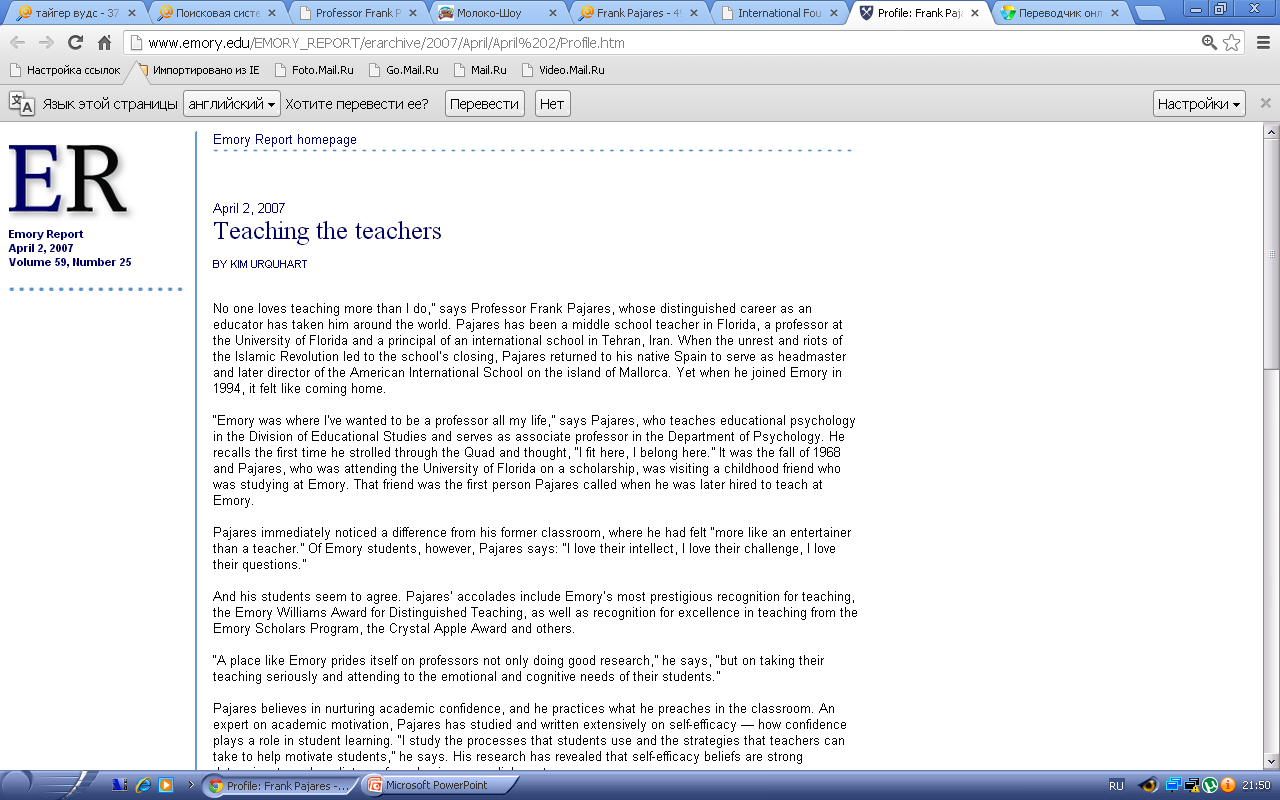 тайгер вудс - 37
Поисковая систе
Professor Frank P
Молоко-Шоу
Frank Pajares - 4
International Fou
Profile: Frank Paj
Переводчик онл
www.emory.edu/EMORY_REPORT/erarchive/2007/April/April%202/Profile.htm
Настройка ссылок
Импортировано из IE
Foto.Mail.Ru
Go.Mail.Ru
Mail.Ru
Video.Mail.Ru
Язык этой страницы английский Хотите перевести ее? Перевести Нет Настройки
ER
Emory Report
April 2, 2007
Volume 59, Number 25
Emory Report homepage
April 2, 2007
Teaching the teachers
BY KIM URQUHART
No one loves teaching more than I do,” says Professor Frank Pajares, whose distinguished career as an
educator has taken him around the world. Pajares has been a middle school teacher in Florida, a professor at
the University of Florida and a principal of an international school in Tehran, Iran. When the unrest and riots of
the Islamic Revolution led to the school’s closing, Pajares returned to his native Spain to serve as headmaster
and later director of the American International School on the island of Mallorca. Yet when he joined Emory in
1994, it felt like coming home.
“Emory was where I’ve wanted to be a professor all my life,” says Pajares, who teaches educational psychology
in the Division of Educational Studies and serves as associate professor in the Department of Psychology. He
recalls the first time he strolled through the Quad and thought, “I fit here, I belong here.” It was the fall of 1968
and Pajares, who was attending the University of Florida on a scholarship, was visiting a childhood friend who
was studying at Emory. That friend was the first person Pajares called when he was later hired to teach at
Emory.
Pajares immediately noticed a difference from his former classroom, where he had felt “more like an entertainer
than a teacher.” Of Emory students, however, Pajares says: “I love their intellect, I love their challenge, I love
their questions.”
And his students seem to agree. Pajares’ accolades include Emory’s most prestigious recognition for teaching,
the Emory Williams Award for Distinguished Teaching, as well as recognition for excellence in teaching from the
Emory Scholars Program, the Crystal Apple Award and others.
“A place like Emory prides itself on professors not only doing good research,” he says, “but on taking their
teaching seriously and attending to the emotional and cognitive needs of their students.”
Pajares believes in nurturing academic confidence, and he practices what he preaches in the classroom. An
expert on academic motivation, Pajares has studied and written extensively on self-efficacy — how confidence
plays a role in student learning. “I study the processes that students use and the strategies that teachers can
take to help motivate students,” he says. His research has revealed that self-efficacy beliefs are strong
Profile: Frank Pajares -...
Microsoft PowerPoint
RU
21:50